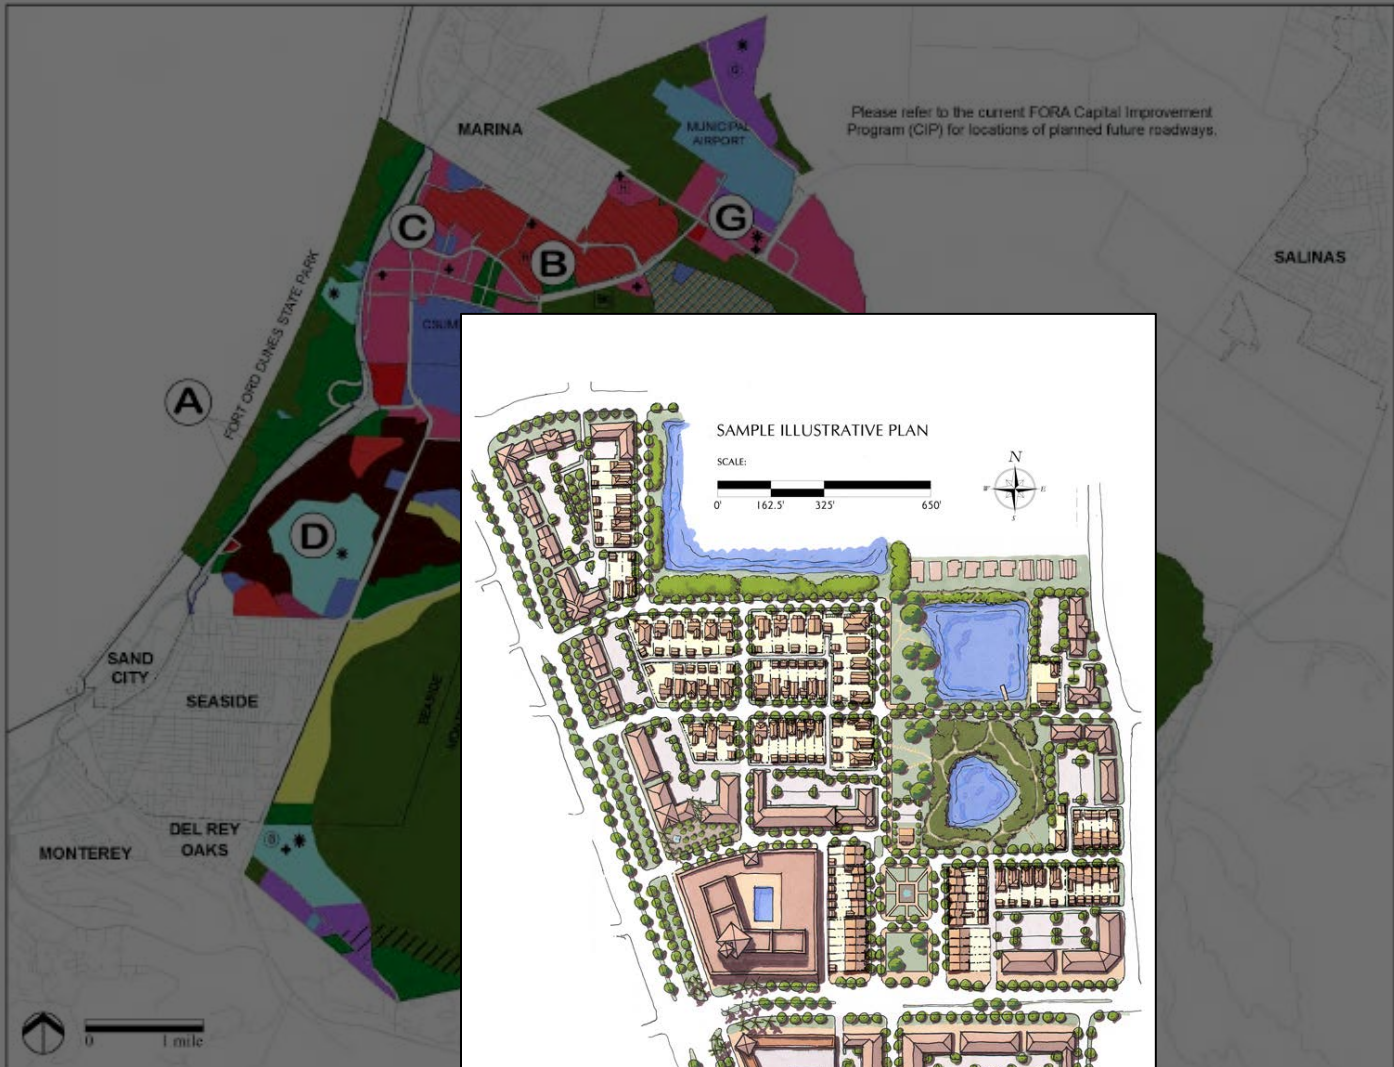 Please refer to the current FORA Capital Improvement
Program (CIP) for locations of planned future roadways.
MARINA
MUNICIPAL
AIRPORT
G
C
G
B
H
SALINAS
FORT ORD DUNES STATE PARK
A
CSUM
D
SAMPLE ILLUSTRATIVE PLAN
SCALE:
0' 162.5' 325' 650'
N
W E
S
SAND
CITY
SEASIDE
SEASIDE
DEL REY
OAKS
MONTEREY
0 1 mile